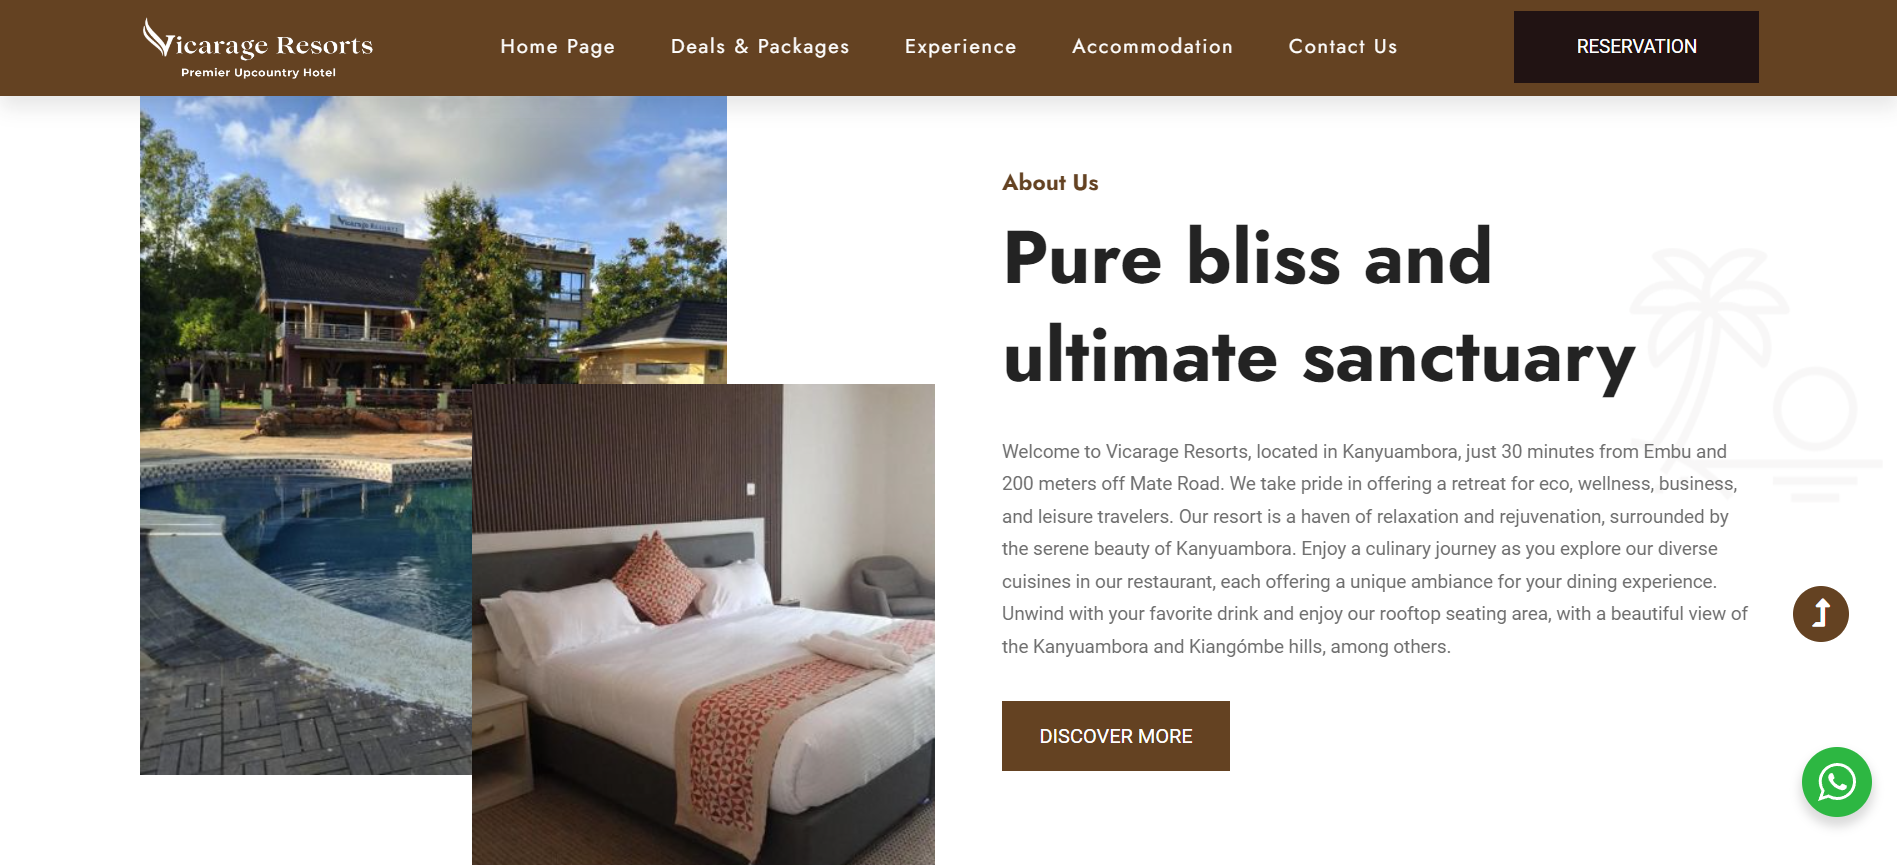 Vicarage Resorts
Premier Upcountry Hotel
Home Page
Deals & Packages
Experience
Accommodation
Contact Us
RESERVATION
Vicarage Resorts
About Us
Pure bliss and
ultimate sanctuary
Welcome to Vicarage Resorts, located in Kanyuambora, just 30 minutes from Embu and
200 meters off Mate Road. We take pride in offering a retreat for eco, wellness, business,
and leisure travelers. Our resort is a haven of relaxation and rejuvenation, surrounded by
the serene beauty of Kanyuambora. Enjoy a culinary journey as you explore our diverse
cuisines in our restaurant, each offering a unique ambiance for your dining experience.
Unwind with your favorite drink and enjoy our rooftop seating area, with a beautiful view of
the Kanyuambora and Kiangómbe hills, among others.
DISCOVER MORE